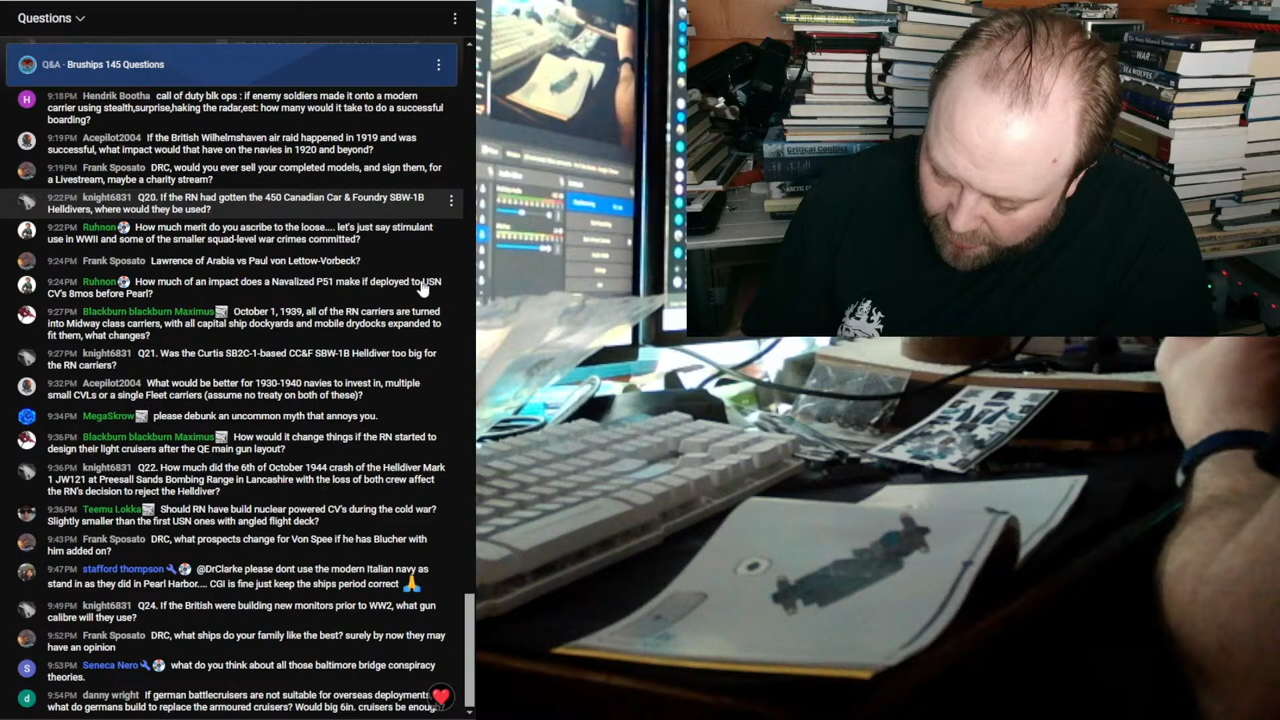 Questions
Q&A · Bruships 145 Questions
9:18PM Hendrik Bootha call of duty blk ops : if enemy soldiers made it onto a modern
carrier using stealth,surprise,haking the radar,est: how many would it take to do a successful
boarding?
9:19PM Acepilot2004 If the British Wilhelmshaven air raid happened in 1919 and was
successful, what impact would that have on the navies in 1920 and beyond?
9:19PM Frank Sposato DRC, would you ever sell your completed models, and sign them, for
a Livestream, maybe a charity stream?
9:22PM knight6831 Q20. If the RN had gotten the 450 Canadian Car & Foundry SBW-1B
Helldivers, where would they be used?
9:22PM Ruhnon How much merit do you ascribe to the loose.... let's just say stimulant
use in WWII and some of the smaller squad-level war crimes committed?
9:24PM Frank Sposato Lawrence of Arabia vs Paul von Lettow-Vorbeck?
9:24PM Ruhnon How much of an impact does a Navalized P51 make if deployed to USN
CV's 8mos before Pearl?
9:27PM Blackburn blackburn Maximus October 1, 1939, all of the RN carriers are turned
into Midway class carriers, with all capital ship dockyards and mobile drydocks expanded to
fit them, what changes?
9:27PM knight6831 Q21. Was the Curtis SB2C-1-based CC&F SBW-1B Helldiver too big for
the RN carriers?
9:32PM Acepilot2004 What would be better for 1930-1940 navies to invest in, multiple
small CVLs or a single Fleet carriers (assume no treaty on both of these)?
9:34PM MegaSkrow please debunk an uncommon myth that annoys you.
9:36PM Blackburn blackburn Maximus How would it change things if the RN started to
design their light cruisers after the QE main gun layout?
9:36PM knight6831 Q22. How much did the 6th of October 1944 crash of the Helldiver Mark
1 JW121 at Preesall Sands Bombing Range in Lancashire with the loss of both crew affect
the RN's decision to reject the Helldiver?
9:36PM Teemu Lokka Should RN have build nuclear powered CV's during the cold war?
Slightly smaller than the first USN ones with angled flight deck?
9:43PM Frank Sposato DRC, what prospects change for Von Spee if he has Blucher with
him added on?
9:47PM stafford thompson @DrClarke please dont use the modern Italian navy as
stand in as they did in Pearl Harbor.... CGI is fine just keep the ships period correct 🙏
9:49PM knight6831 Q24. If the British were building new monitors prior to WW2, what gun
calibre will they use?
9:52PM Frank Sposato DRC, what ships do your family like the best? surely by now they may
have an opinion
9:53PM Seneca Nero what do you think about all those baltimore bridge conspiracy
theories.
9:54PM danny wright If german battlecruisers are not suitable for overseas deployments,
what do germans build to replace the armoured cruisers? Would big 6in. cruisers be enough?
THE JUTLAND SCANDAL
Critical Conflict
WAR
SEA WOLVES